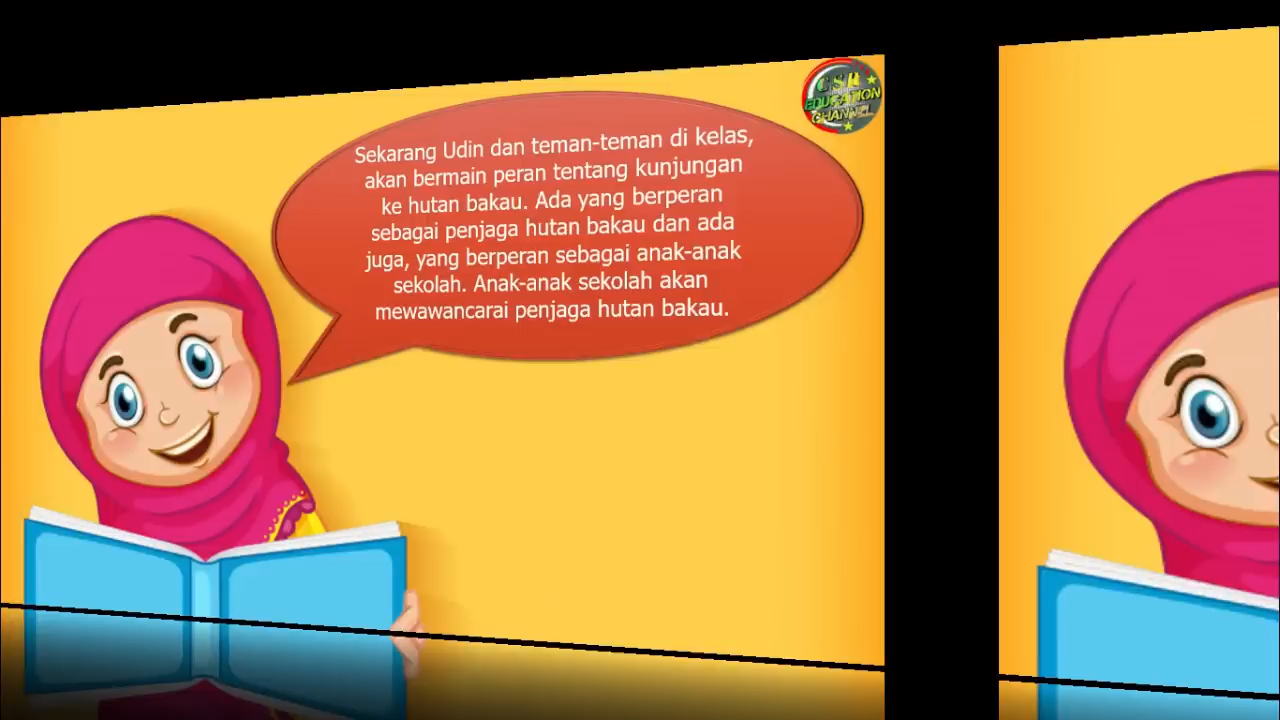 CSR
EDUCATION
CHANNEL
Sekarang Udin dan teman-teman di kelas,
akan bermain peran tentang kunjungan
ke hutan bakau. Ada yang berperan
sebagai penjaga hutan bakau dan ada
juga, yang berperan sebagai anak-anak
sekolah. Anak-anak sekolah akan
mewawancarai penjaga hutan bakau.